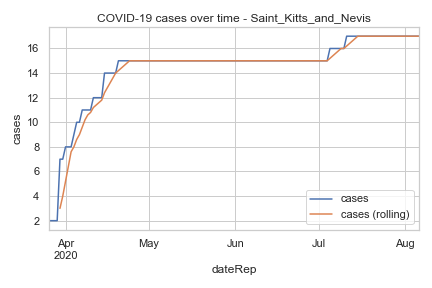 COVID-19 cases over time - Saint_Kitts_and_Nevis
16
14
12
10
8
6
4
2
cases
cases
cases (rolling)
Apr
2020
May
Jun
Jul
Aug
dateRep